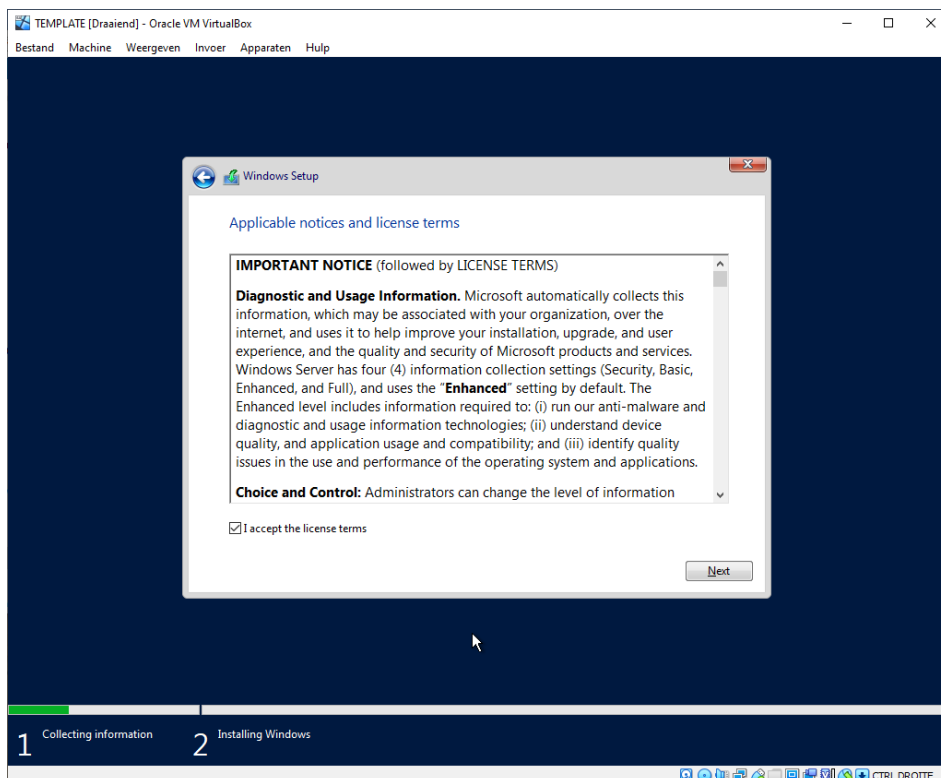 TEMPLATE [Draaiend] - Oracle VM VirtualBox
Bestand Machine Weergeven Invoer Apparaten Hulp
Windows Setup
Applicable notices and license terms
IMPORTANT NOTICE (followed by LICENSE TERMS)
Diagnostic and Usage Information. Microsoft automatically collects this
information, which may be associated with your organization, over the
internet, and uses it to help improve your installation, upgrade, and user
experience, and the quality and security of Microsoft products and services.
Windows Server has four (4) information collection settings (Security, Basic,
Enhanced, and Full), and uses the “Enhanced” setting by default. The
Enhanced level includes information required to: (i) run our anti-malware and
diagnostic and usage information technologies; (ii) understand device
quality, and application usage and compatibility; and (iii) identify quality
issues in the use and performance of the operating system and applications.
Choice and Control: Administrators can change the level of information
I accept the license terms
Next
1 Collecting information 2 Installing Windows
CTRL DROITE